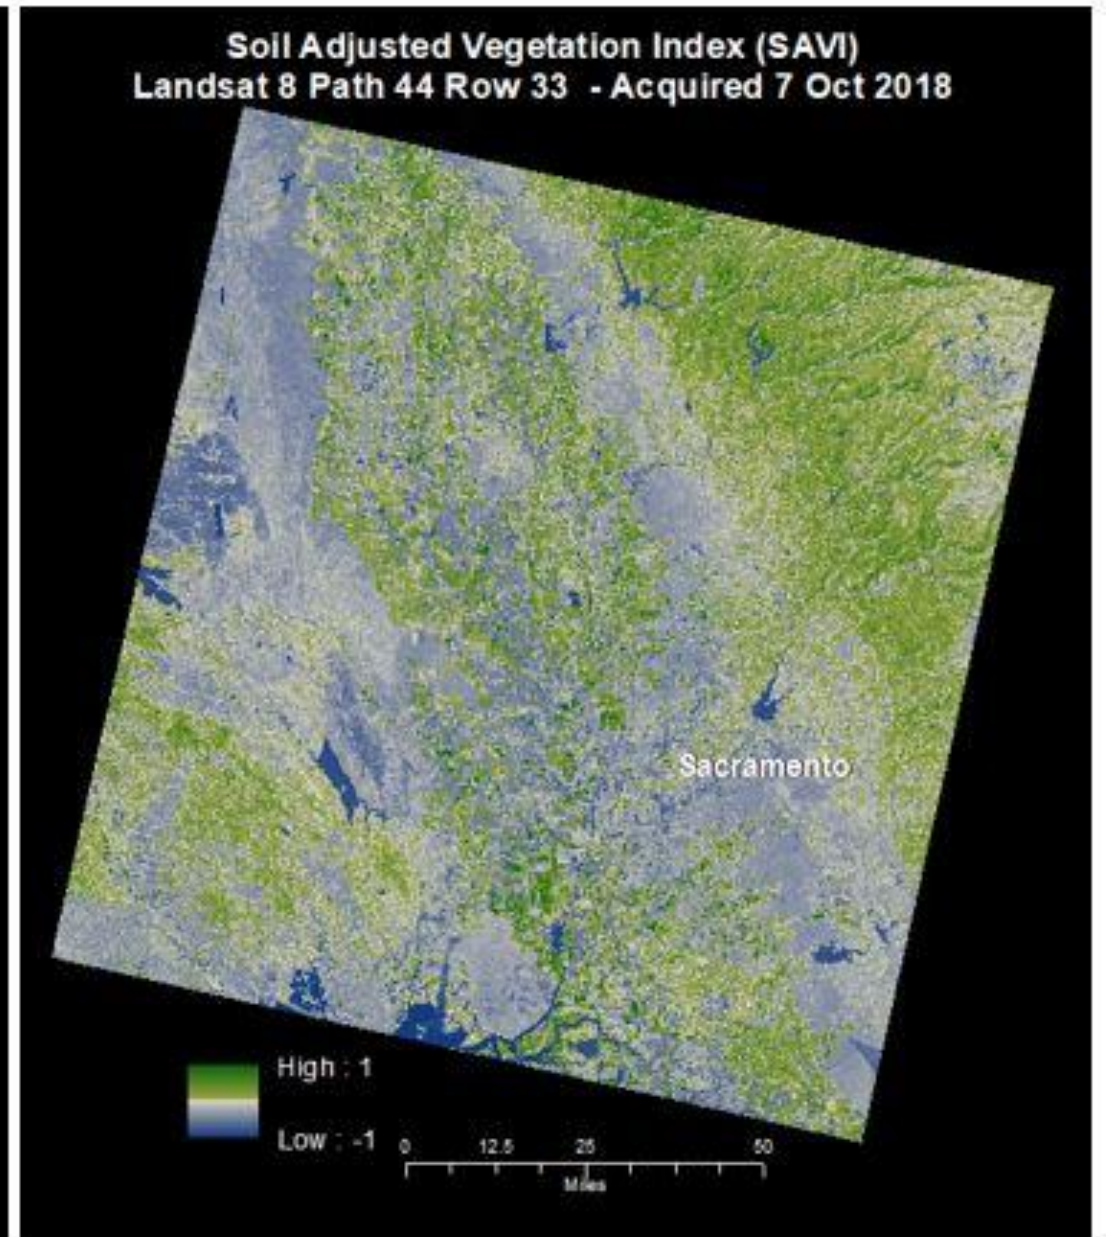 Soil Adjusted Vegetation Index (SAVI)
Landsat 8 Path 44 Row 33 - Acquired 7 Oct 2018
Sacramento
High : 1
Low : -1
0 12.5 25 50
Miles